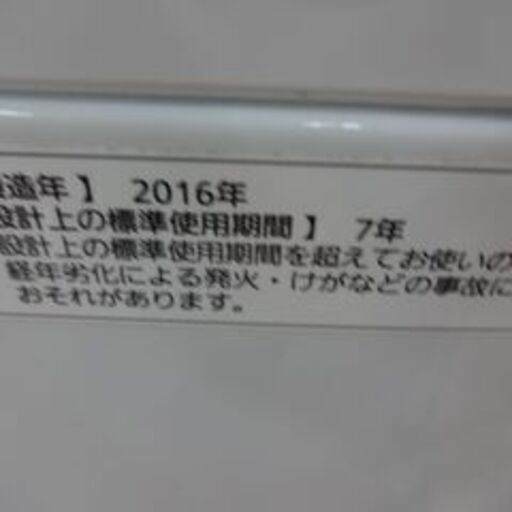 造年】 2016年
設計上の標準使用期間】 7年
設計上の標準使用期間を超えてお使いの
経年劣化による発火・けがなどの事故に
おそれがあります。